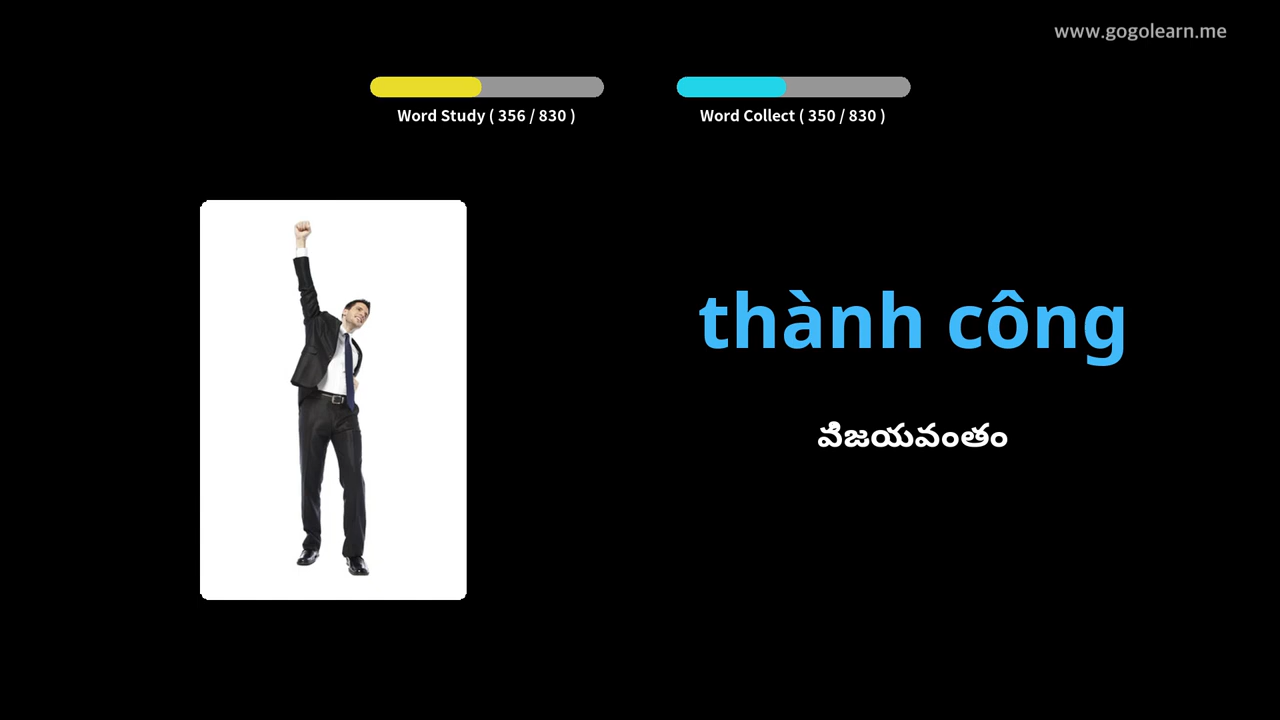 www.gogolearn.me
Word Study ( 356 / 830 )
Word Collect ( 350 / 830 )
thành công
విజయవంతం